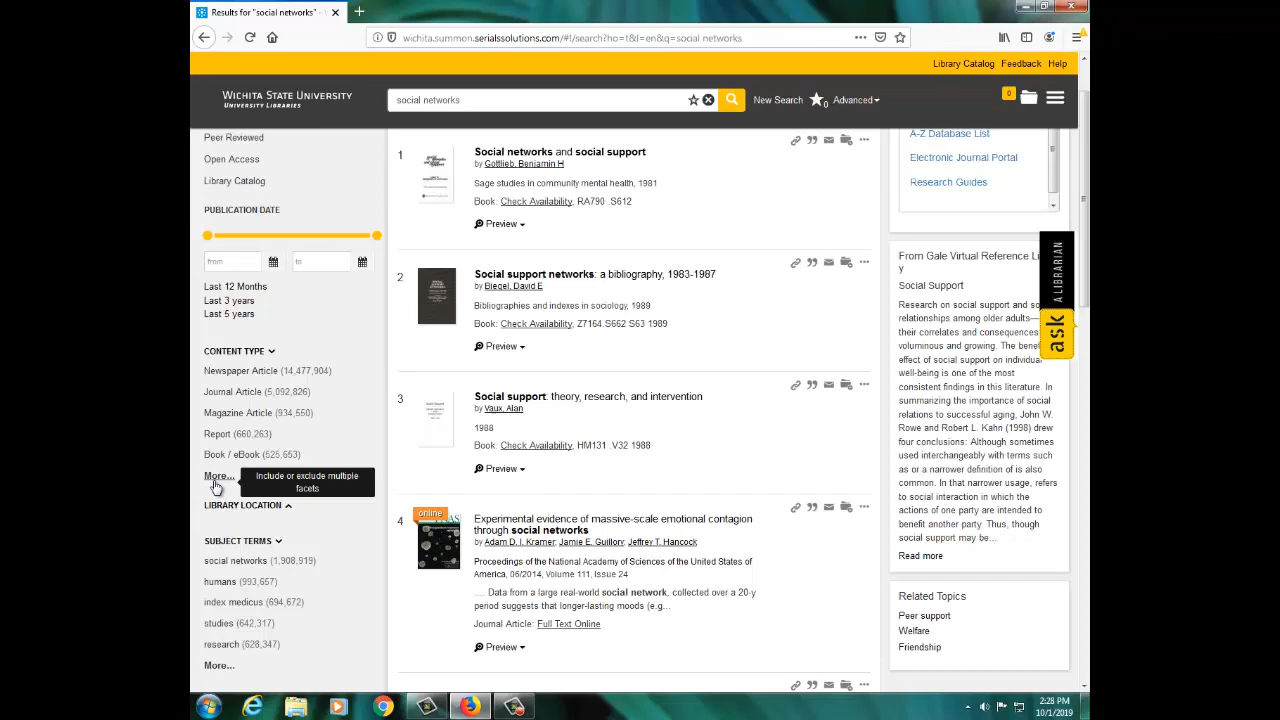 Results for "social networks" -
wichita.summon.serialssolutions.com/#!/search?ho=t&l=en&q=social networks
Library Catalog Feedback Help
WICHITA STATE UNIVERSITY
UNIVERSITY LIBRARIES
social networks
New Search
0
Advanced
0
Peer Reviewed
Open Access
Library Catalog
PUBLICATION DATE
from
to
Last 12 Months
Last 3 years
Last 5 years
CONTENT TYPE
Newspaper Article (14,477,904)
Journal Article (5,092,826)
Magazine Article (934,550)
Report (660,263)
Book / eBook (525,653)
More...
Include or exclude multiple
facets
LIBRARY LOCATION
SUBJECT TERMS
social networks (1,908,919)
humans (993,657)
index medicus (694,672)
studies (642,317)
research (628,347)
More...
1
Social networks and social support
by Gottlieb, Benjamin H
Sage studies in community mental health, 1981
Book: Check Availability, RA790 .S612
Preview
2
Social support networks: a bibliography, 1983-1987
by Biegel, David E
Bibliographies and indexes in sociology, 1989
Book: Check Availability, Z7164.S662 S63 1989
Preview
3
Social support: theory, research, and intervention
by Vaux, Alan
1988
Book: Check Availability, HM131 .V32 1988
Preview
4
online
Experimental evidence of massive-scale emotional contagion
through social networks
by Adam D. I. Kramer, Jamie E. Guillory, Jeffrey T. Hancock
Proceedings of the National Academy of Sciences of the United States of
America, 06/2014, Volume 111, Issue 24
.... Data from a large real-world social network, collected over a 20-y
period suggests that longer-lasting moods (e.g...
Journal Article: Full Text Online
Preview
A-Z Database List
Electronic Journal Portal
Research Guides
ask A LIBRARIAN
From Gale Virtual Reference Li
y
Social Support
Research on social support and so
relationships among older adults—
their correlates and consequences
voluminous and growing. The benef
effect of social support on individual
well-being is one of the most
consistent findings in this literature. In
summarizing the importance of social
relations to successful aging, John W.
Rowe and Robert L. Kahn (1998) drew
four conclusions: Although sometimes
used interchangeably with terms such
as or a narrower definition of is also
common. In that narrower usage, refers
to social interaction in which the
actions of one party are intended to
benefit another party. Thus, though
social support may be...
Read more
Related Topics
Peer support
Welfare
Friendship
2:28 PM
10/1/2019